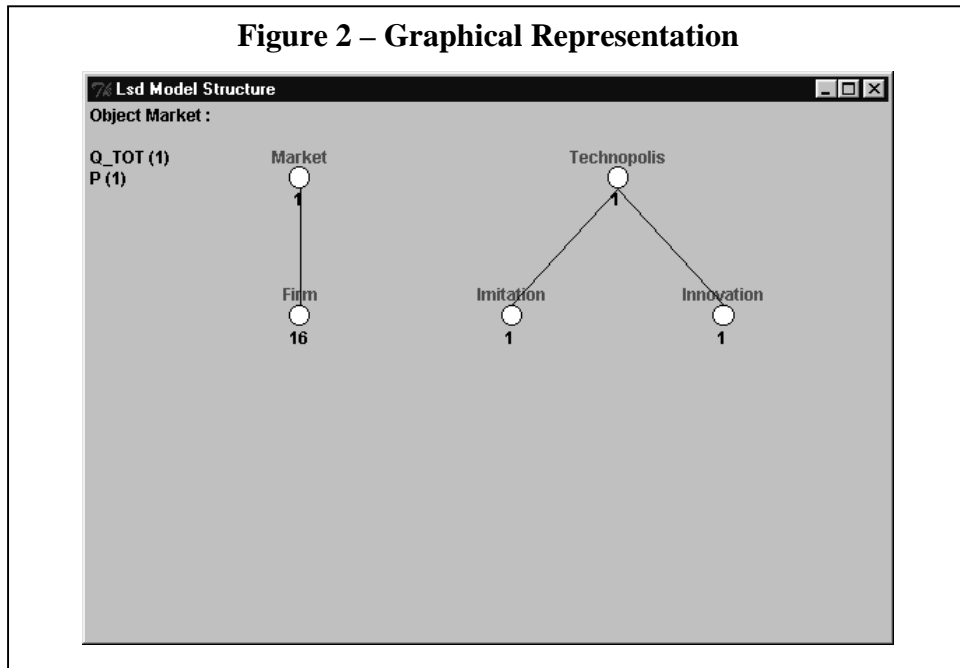 Figure 2 – Graphical Representation
Lsd Model Structure
Object Market :
Q_TOT (1)
P (1)
Market
1
Technopolis
1
Firm
16
Imitation
1
Innovation
1